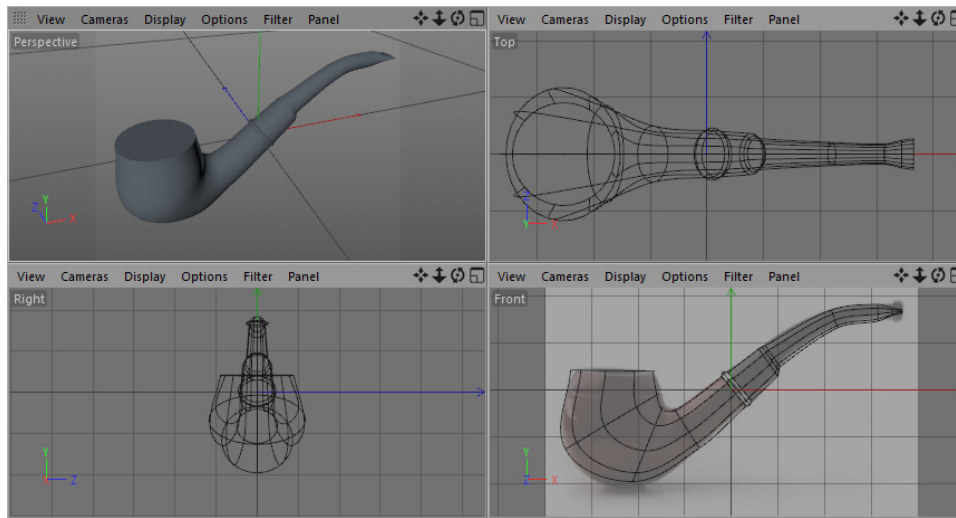 View Cameras Display Options Filter Panel
Perspective
Y
Z X
View Cameras Display Options Filter Panel
Top
Z
Y X
View Cameras Display Options Filter Panel
Right
Y
X Z
View Cameras Display Options Filter Panel
Front
Y
Z X